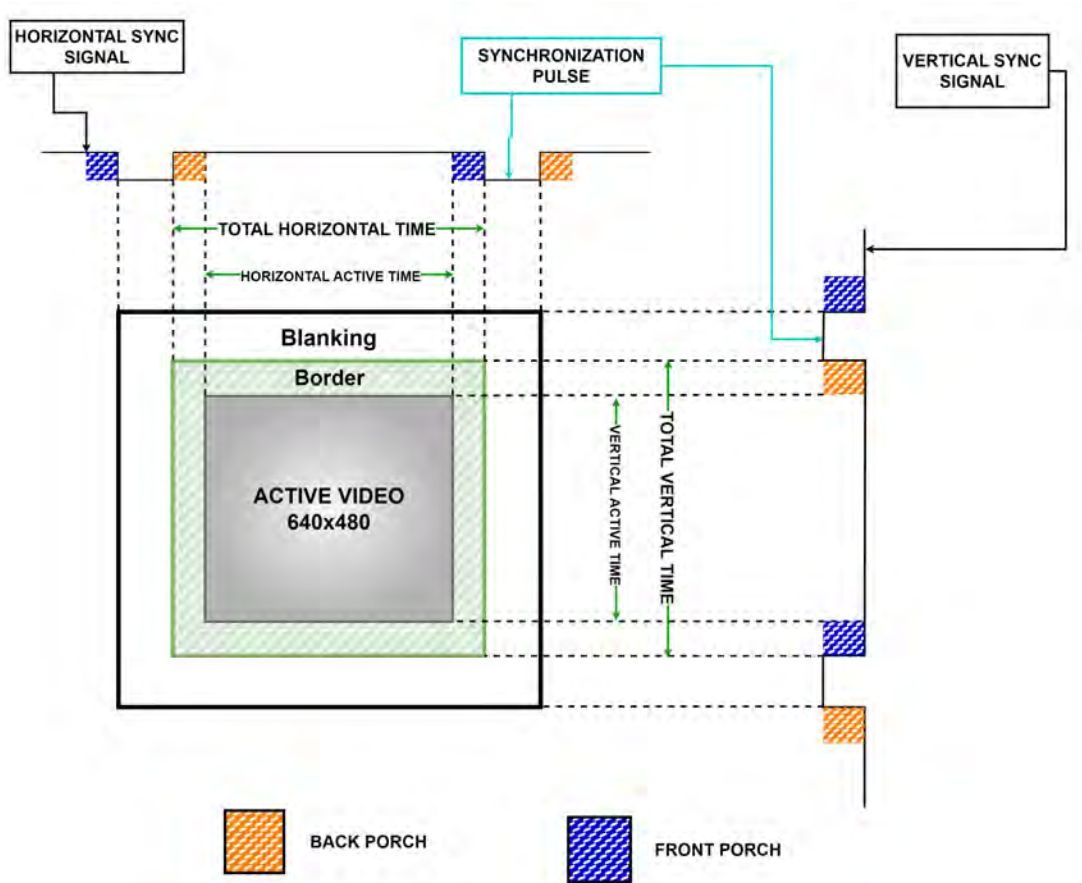 HORIZONTAL SYNC
SIGNAL
SYNCHRONIZATION
PULSE
VERTICAL SYNC
SIGNAL
TOTAL HORIZONTAL TIME
HORIZONTAL ACTIVE TIME
Blanking
Border
ACTIVE VIDEO
640x480
VERTICAL ACTIVE TIME
TOTAL VERTICAL TIME
BACK PORCH
FRONT PORCH